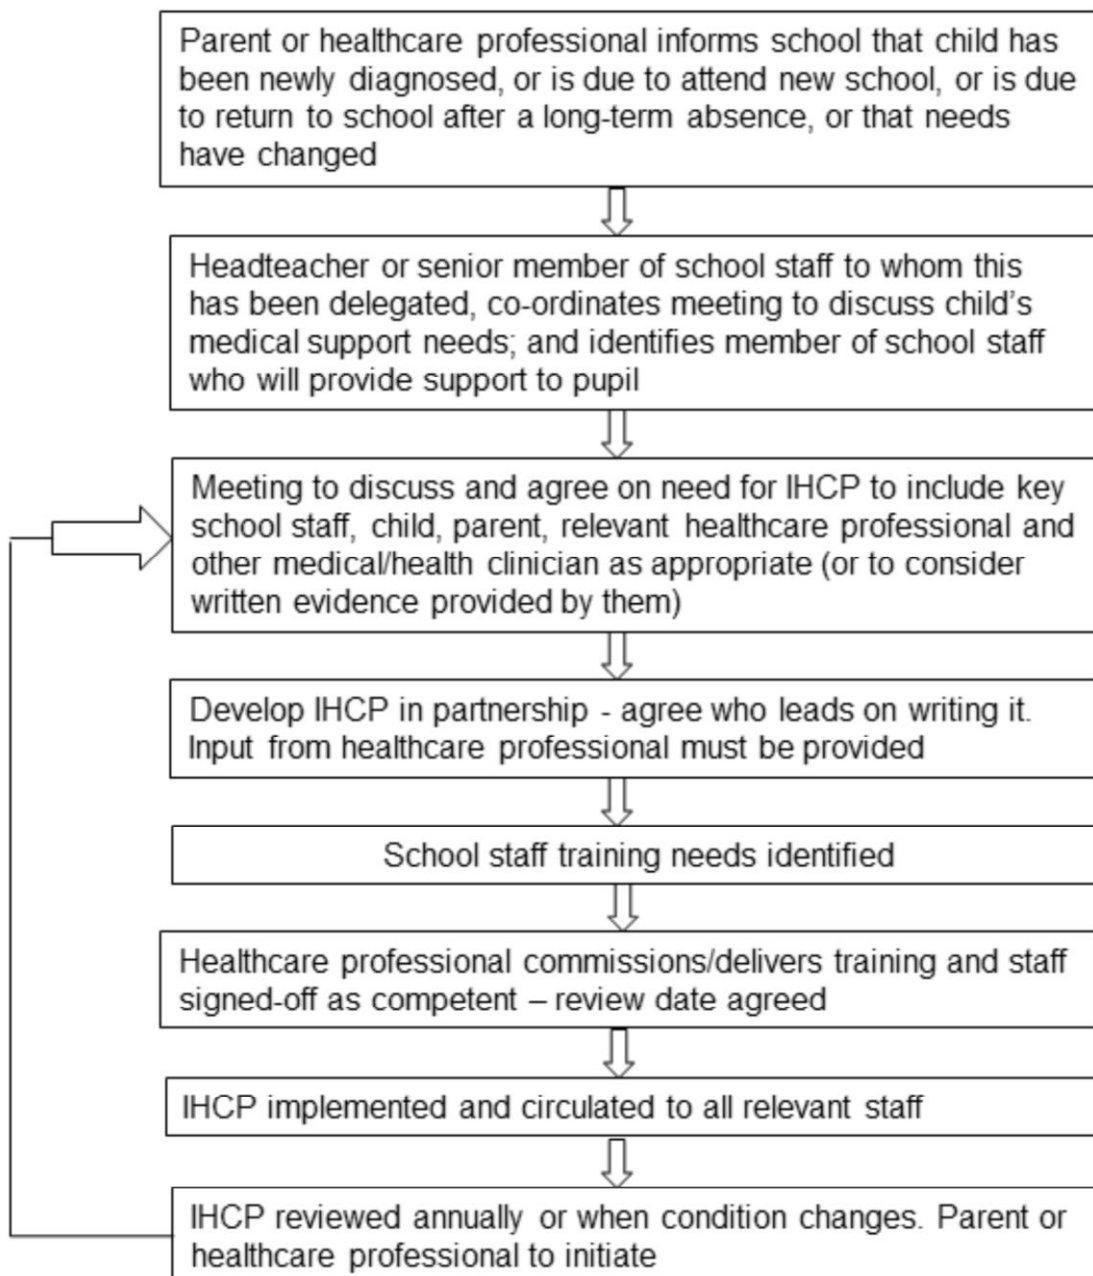 Parent or healthcare professional informs school that child has
been newly diagnosed, or is due to attend new school, or is due
to return to school after a long-term absence, or that needs
have changed
Headteacher or senior member of school staff to whom this
has been delegated, co-ordinates meeting to discuss child’s
medical support needs; and identifies member of school staff
who will provide support to pupil
Meeting to discuss and agree on need for IHCP to include key
school staff, child, parent, relevant healthcare professional and
other medical/health clinician as appropriate (or to consider
written evidence provided by them)
Develop IHCP in partnership - agree who leads on writing it.
Input from healthcare professional must be provided
School staff training needs identified
Healthcare professional commissions/delivers training and staff
signed-off as competent – review date agreed
IHCP implemented and circulated to all relevant staff
IHCP reviewed annually or when condition changes. Parent or
healthcare professional to initiate